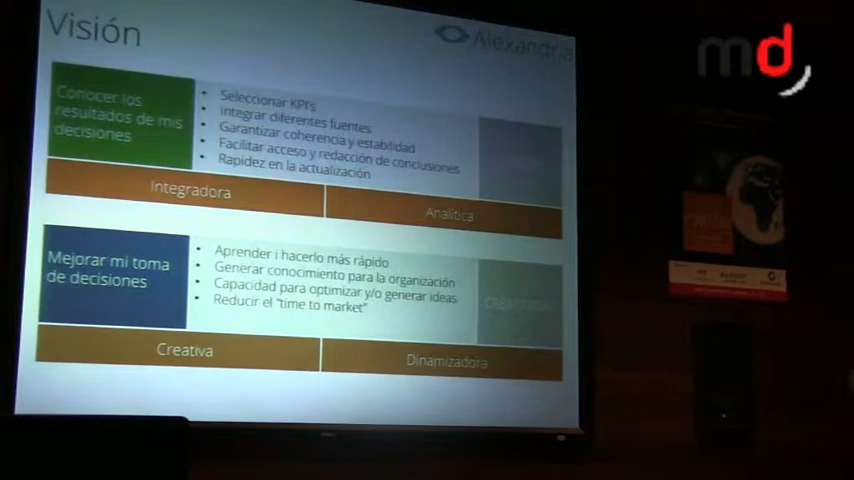 Visión
Alexandria
md
Conocer los
resultados de mis
decisiones
• Seleccionar KPI's
• Integrar diferentes fuentes
• Garantizar coherencia y estabilidad
• Facilitar acceso y redacción de conclusiones
• Rapidez en la actualización
Integradora
Analítica
Mejorar mi toma
de decisiones
• Aprender i hacerlo más rápido
• Generar conocimiento para la organización
• Capacidad para optimizar y/o generar ideas
• Reducir el "time to market"
Creativa
Dinamizadora